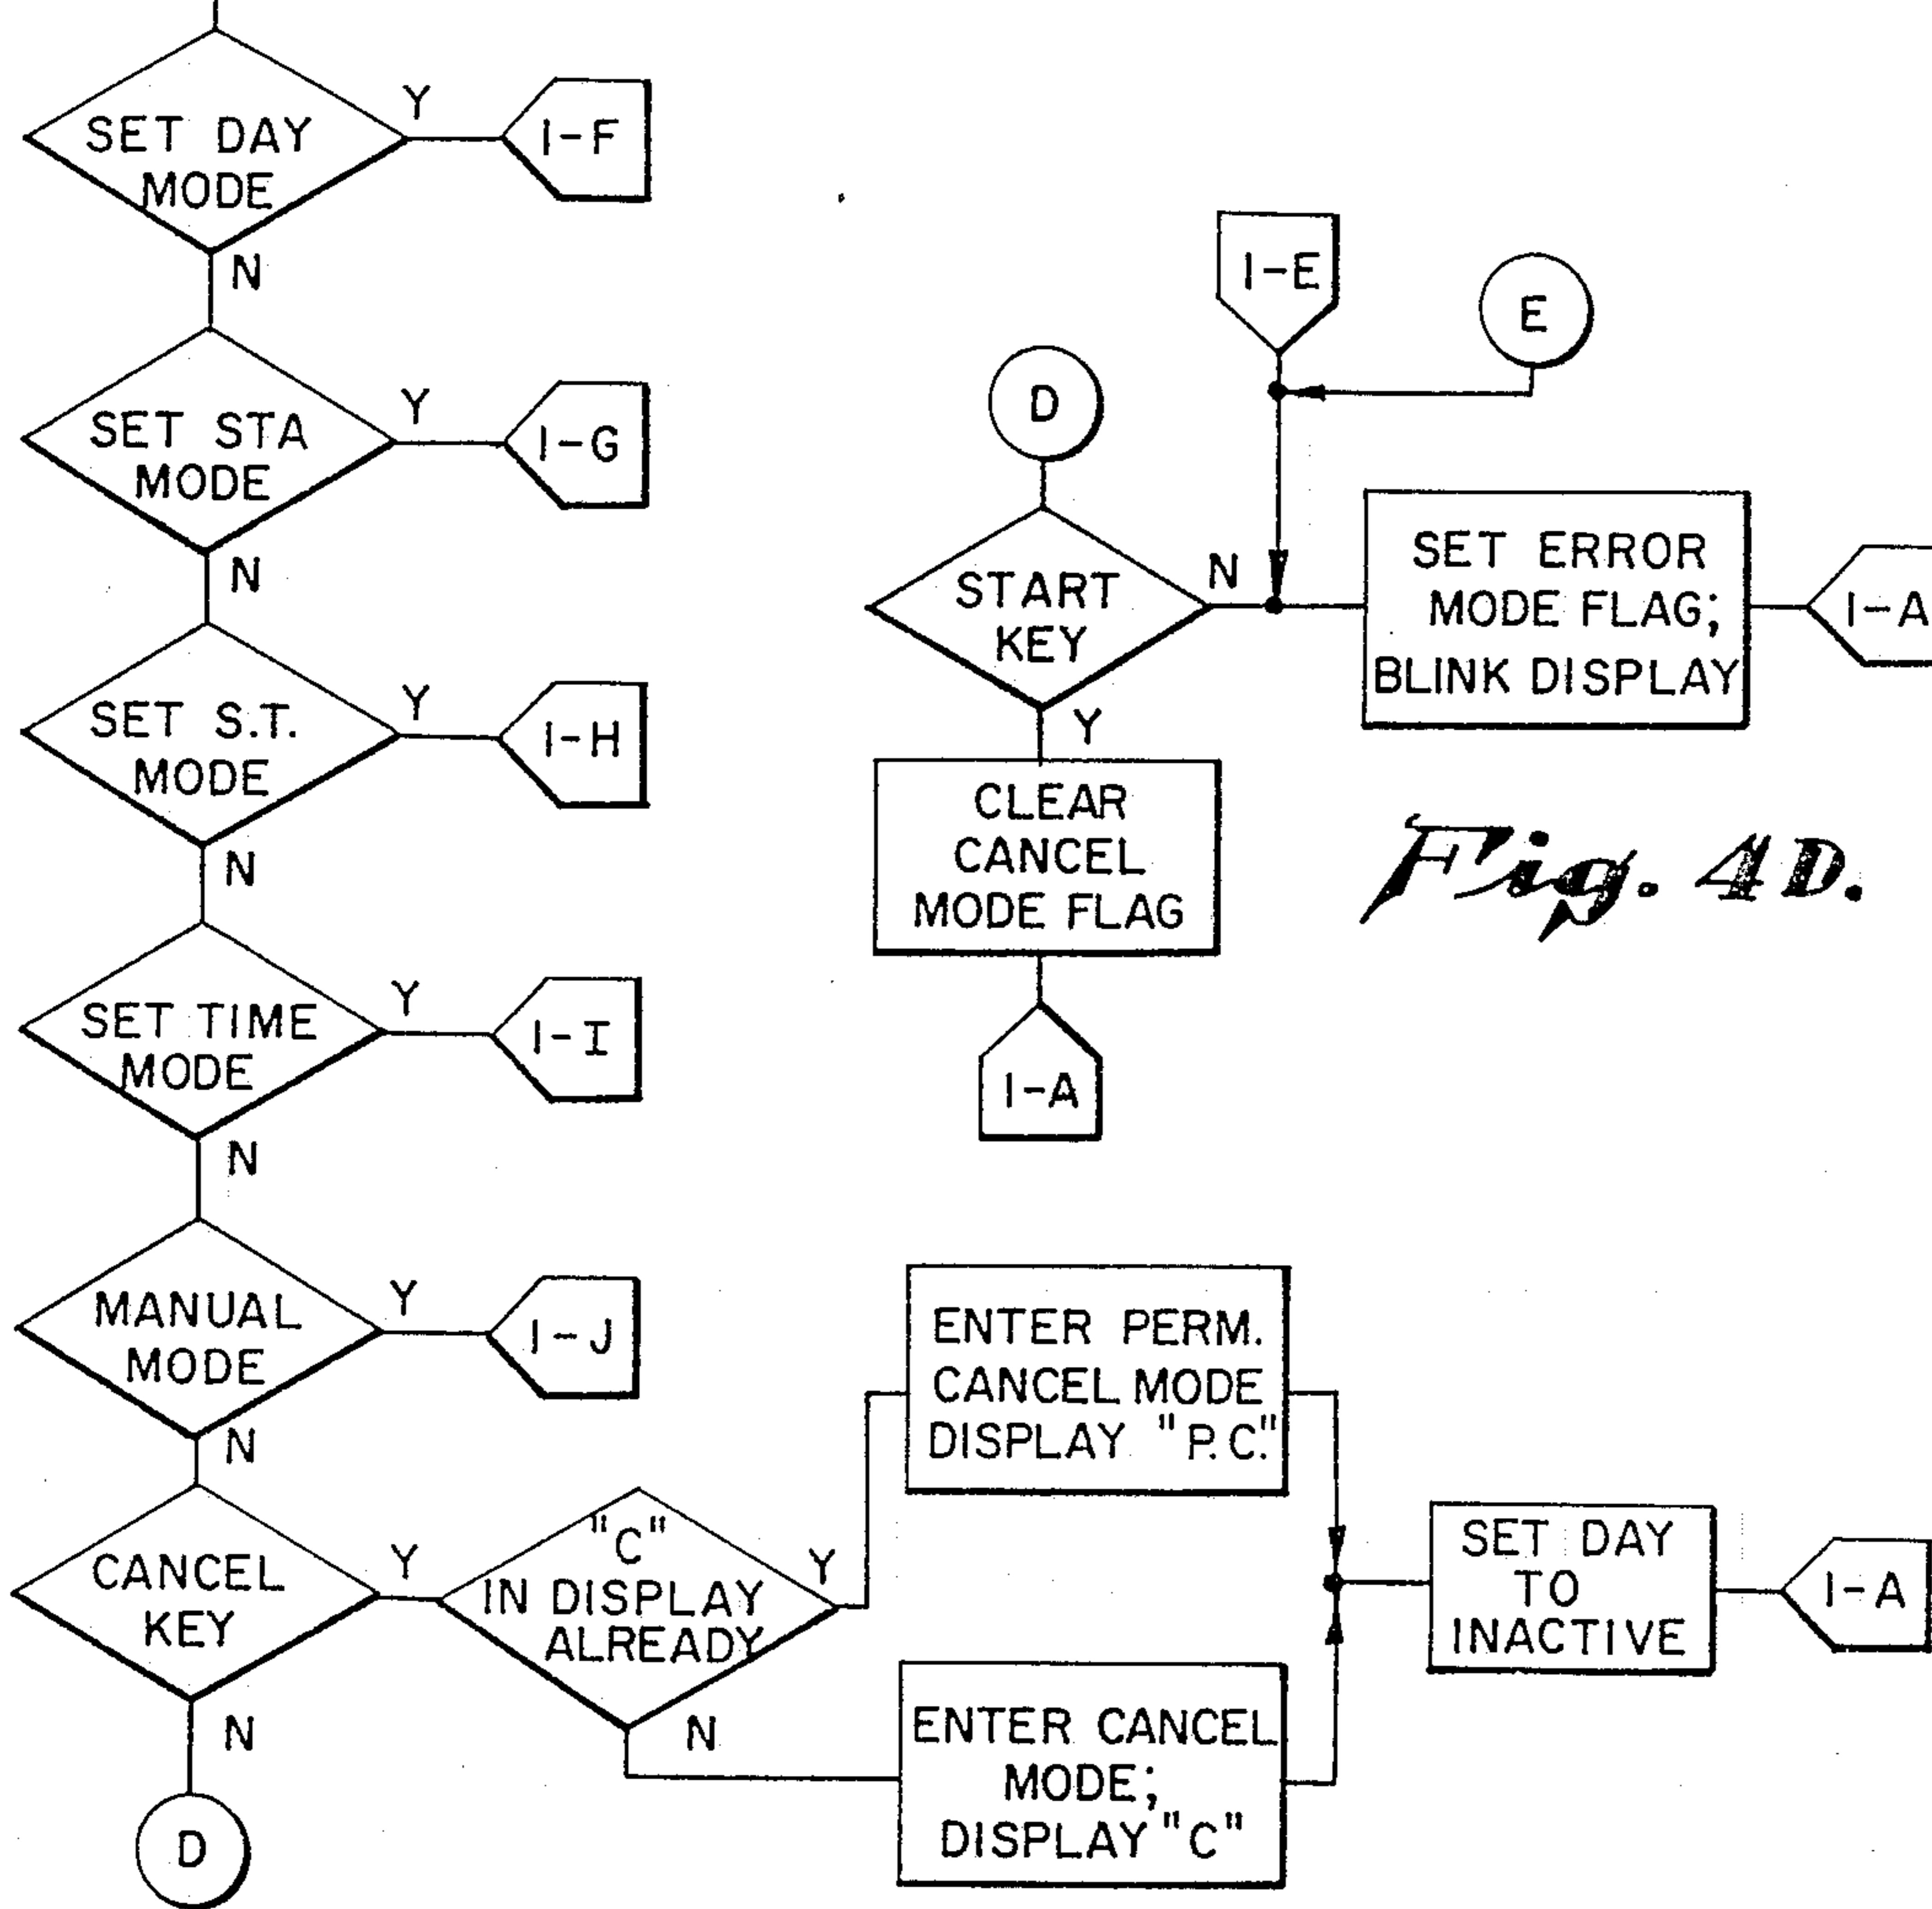 SET DAY
MODE
Y
I-F
N
SET STA
MODE
Y
I-G
N
SET S.T.
MODE
Y
I-H
N
SET TIME
MODE
Y
I-I
N
MANUAL
MODE
Y
I-J
N
CANCEL
KEY
Y
N
D
"C"
IN DISPLAY
ALREADY
Y
N
ENTER PERM.
CANCEL MODE
DISPLAY "P.C."
ENTER CANCEL
MODE;
DISPLAY "C"
SET DAY
TO
INACTIVE
I-A
I-E
E
D
START
KEY
N
Y
SET ERROR
MODE FLAG;
BLINK DISPLAY
I-A
CLEAR
CANCEL
MODE FLAG
I-A
Fig. 4D.